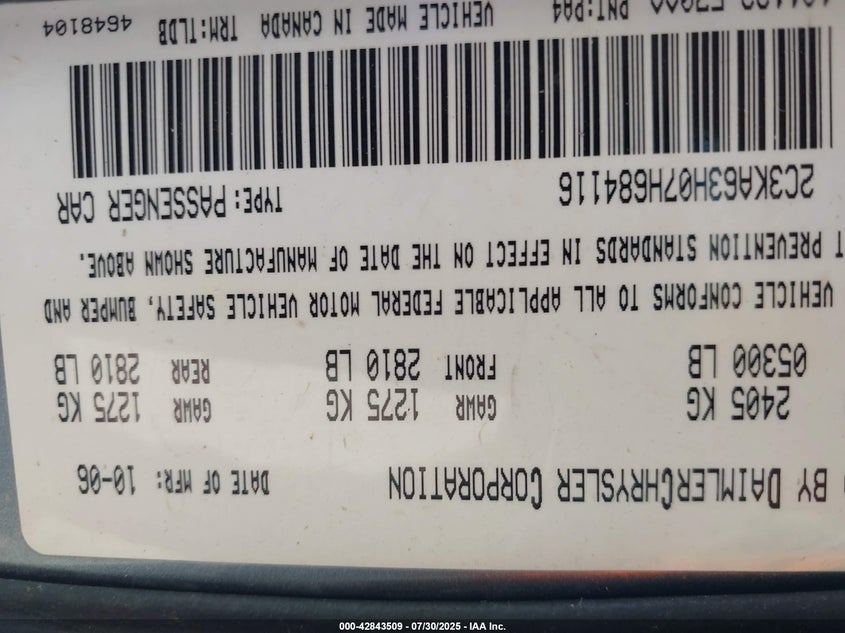 BY DAIMLERCHRYSLER CORPORATION DATE OF MFR: 10-06
2405 KG GAWR 1275 KG GAWR 1275 KG
05300 LB FRONT 2810 LB REAR 2810 LB
VEHICLE CONFORMS TO ALL APPLICABLE FEDERAL MOTOR VEHICLE SAFETY, BUMPER AND
T PREVENTION STANDARDS IN EFFECT ON THE DATE OF MANUFACTURE SHOWN ABOVE.
2C3KA63H07H684116 TYPE: PASSENGER CAR
PNT: PA4 VEHICLE MADE IN CANADA TRM: TLDB 4648104
000-42843509 / 07/30/2025 - IAA Inc.